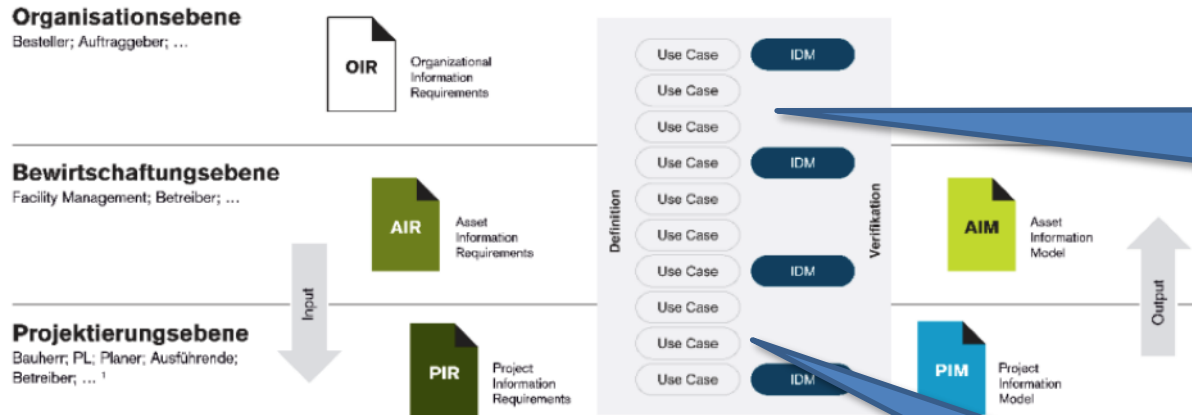 Organisationsebene
Besteller; Auftraggeber; ...
OIR
Organizational
Information
Requirements
Bewirtschaftungsebene
Facility Management; Betreiber; ...
AIR
Asset
Information
Requirements
Input
Projektierungsebene
Bauherr; PL; Planer; Ausführende;
Betreiber; ... ¹
PIR
Project
Information
Requirements
Definition
Use Case
IDM
Use Case
Use Case
Use Case
IDM
Use Case
Use Case
Use Case
IDM
Use Case
Use Case
Use Case
IDM
Verifikation
AIM
Asset
Information
Model
PIM
Project
Information
Model
Output